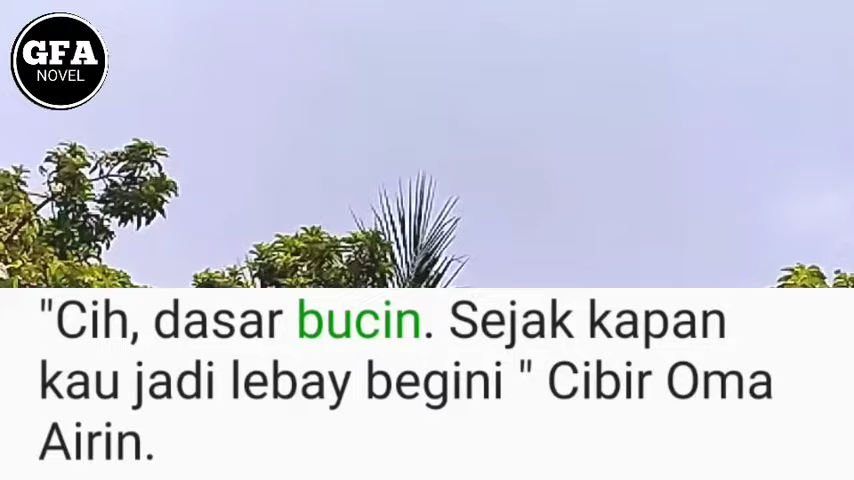 GFA
NOVEL
"Cih, dasar bucin. Sejak kapan
kau jadi lebay begini " Cibir Oma
Airin.